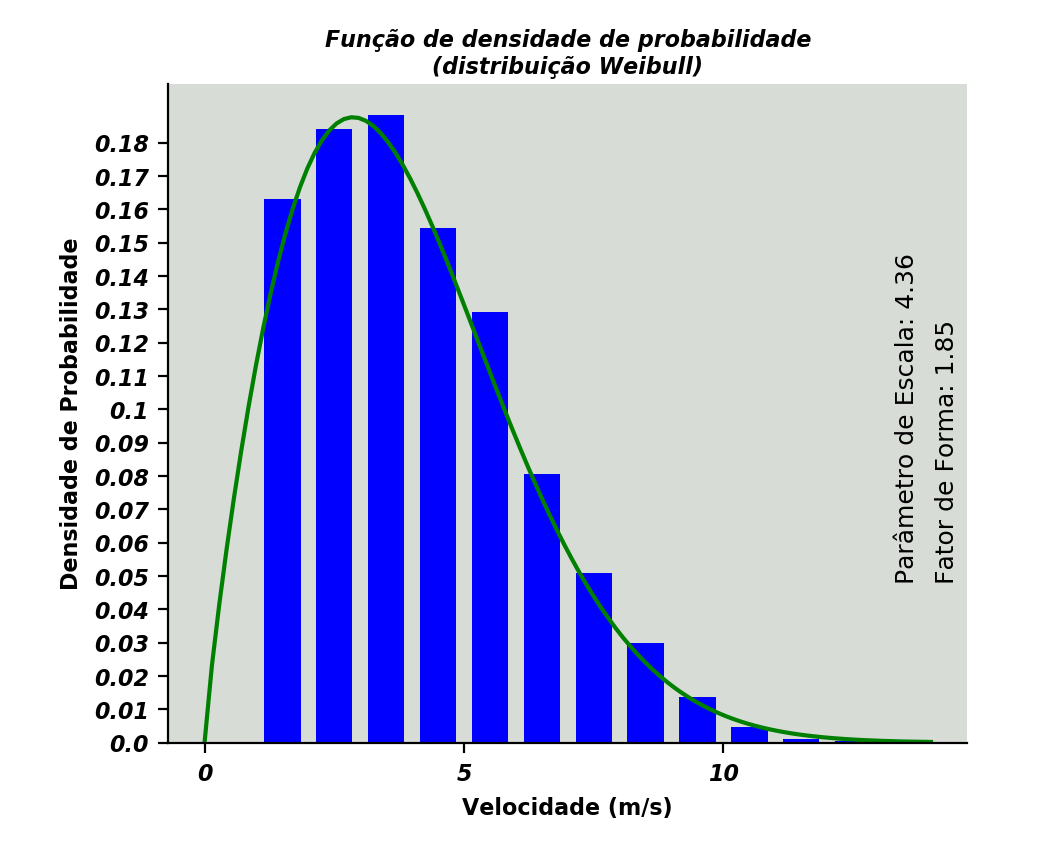 Função de densidade de probabilidade
(distribuição Weibull)
Densidade de Probabilidade
0.18
0.17
0.16
0.15
0.14
0.13
0.12
0.11
0.1
0.09
0.08
0.07
0.06
0.05
0.04
0.03
0.02
0.01
0.0
Parâmetro de Escala: 4.36
Fator de Forma: 1.85
0 5 10
Velocidade (m/s)